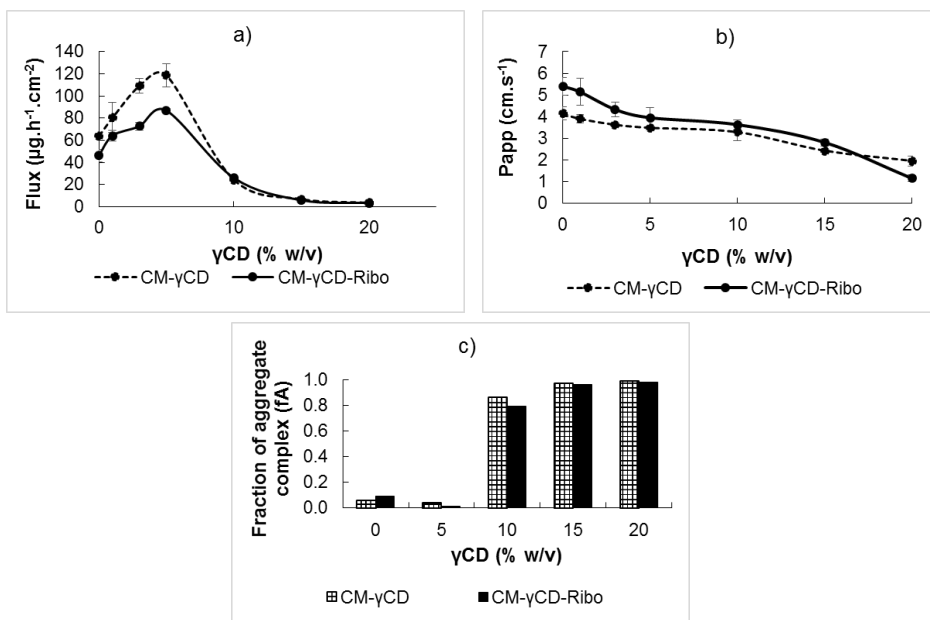 a)
Flux (µg.h⁻¹.cm⁻²)
140
120
100
80
60
40
20
0
0 10 20
γCD (% w/v)
CM-γCD CM-γCD-Ribo
b)
Papp (cm.s⁻¹)
7
6
5
4
3
2
1
0
0 5 10 15 20
γCD (% w/v)
CM-γCD CM-γCD-Ribo
c)
Fraction of aggregate
complex (fA)
1.0
0.8
0.6
0.4
0.2
0.0
0 5 10 15 20
γCD (% w/v)
CM-γCD CM-γCD-Ribo